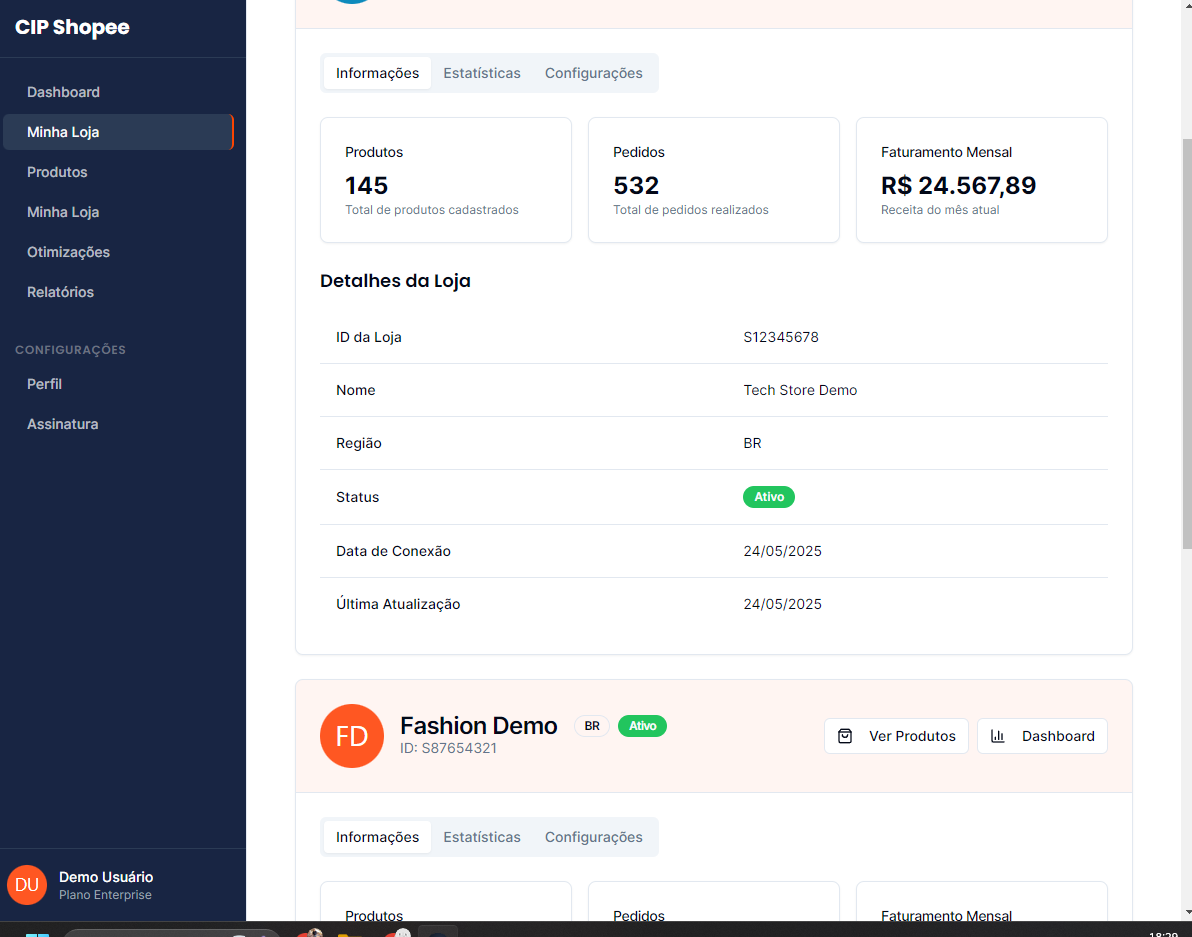 CIP Shopee
Dashboard
Minha Loja
Produtos
Minha Loja
Otimizações
Relatórios
CONFIGURAÇÕES
Perfil
Assinatura
DU
Demo Usuário
Plano Enterprise
Informações Estatísticas Configurações
Produtos
145
Total de produtos cadastrados
Pedidos
532
Total de pedidos realizados
Faturamento Mensal
R$ 24.567,89
Receita do mês atual
Detalhes da Loja
ID da Loja S12345678
Nome Tech Store Demo
Região BR
Status Ativo
Data de Conexão 24/05/2025
Última Atualização 24/05/2025
FD
Fashion Demo BR Ativo
ID: S87654321
Ver Produtos Dashboard
Informações Estatísticas Configurações
Produtos Pedidos Faturamento Mensal